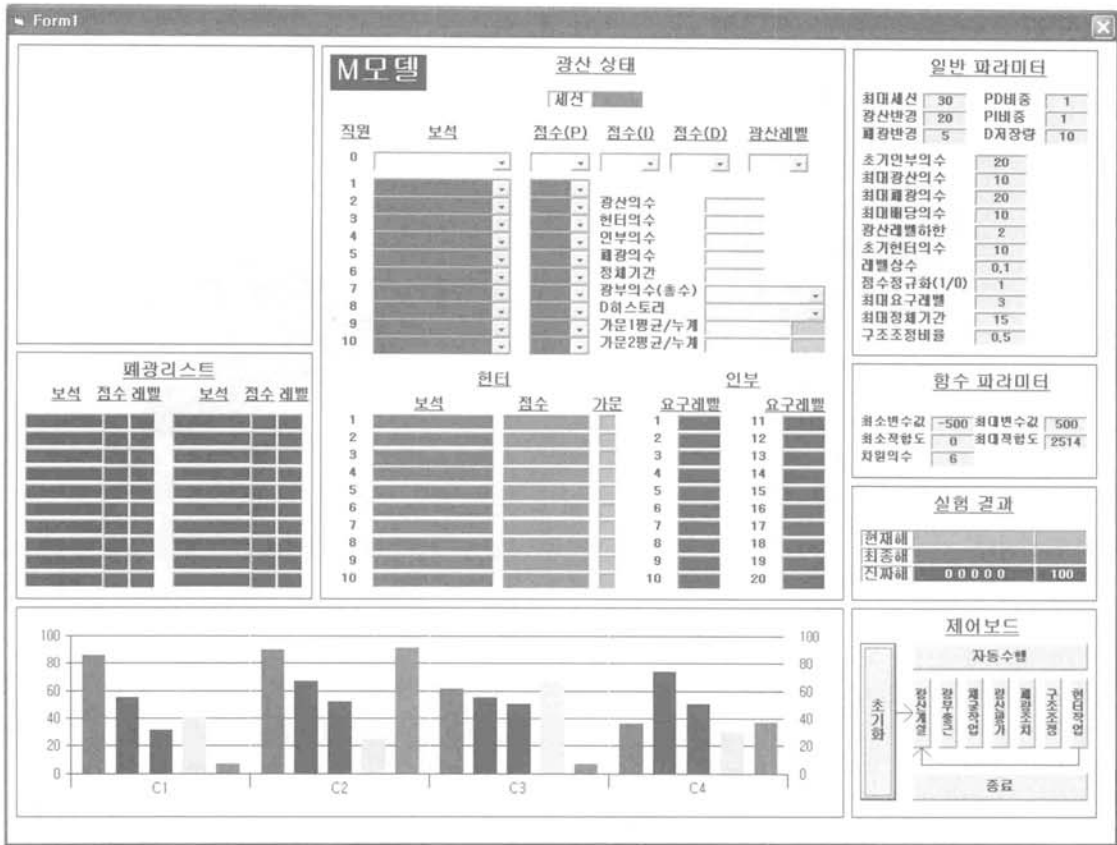 Form1
M모델
광산 상태
세션
직원 보석 점수(P) 점수(I) 점수(D) 광산레벨
0
1
2 광산의수
3 헌터의수
4 인부의수
5 폐광의수
6 정체기간
7 광부의수(총수)
8 D히스토리
9 가문1평균/누계
10 가문2평균/누계
일반 파라미터
최대세션 30 PD비중 1
광산반경 20 PI비중 1
폐광반경 5 D저장량 10
초기인부의수 20
최대광산의수 10
최대폐광의수 20
최대배당의수 10
광산레벨하한 2
초기헌터의수 10
레벨상수 0,1
점수정규화(1/0) 1
최대요구레벨 3
최대정체기간 15
구조조정비율 0,5
폐광리스트
보석 점수 레벨 보석 점수 레벨
헌터 인부
보석 점수 가문 요구레벨 요구레벨
1 1 11
2 2 12
3 3 13
4 4 14
5 5 15
6 6 16
7 7 17
8 8 18
9 9 19
10 10 20
함수 파라미터
최소변수값 -500 최대변수값 500
최소적합도 0 최대적합도 2514
차원의수 6
실험 결과
현재해
최종해
진짜해 0 0 0 0 0 100
100 100
80 80
60 60
40 40
20 20
0 0
C1 C2 C3 C4
제어보드
초기화
자동수행
광산개설 광부출근 채굴작업 광산평가 폐광조치 구조조정 헌터작업
종료